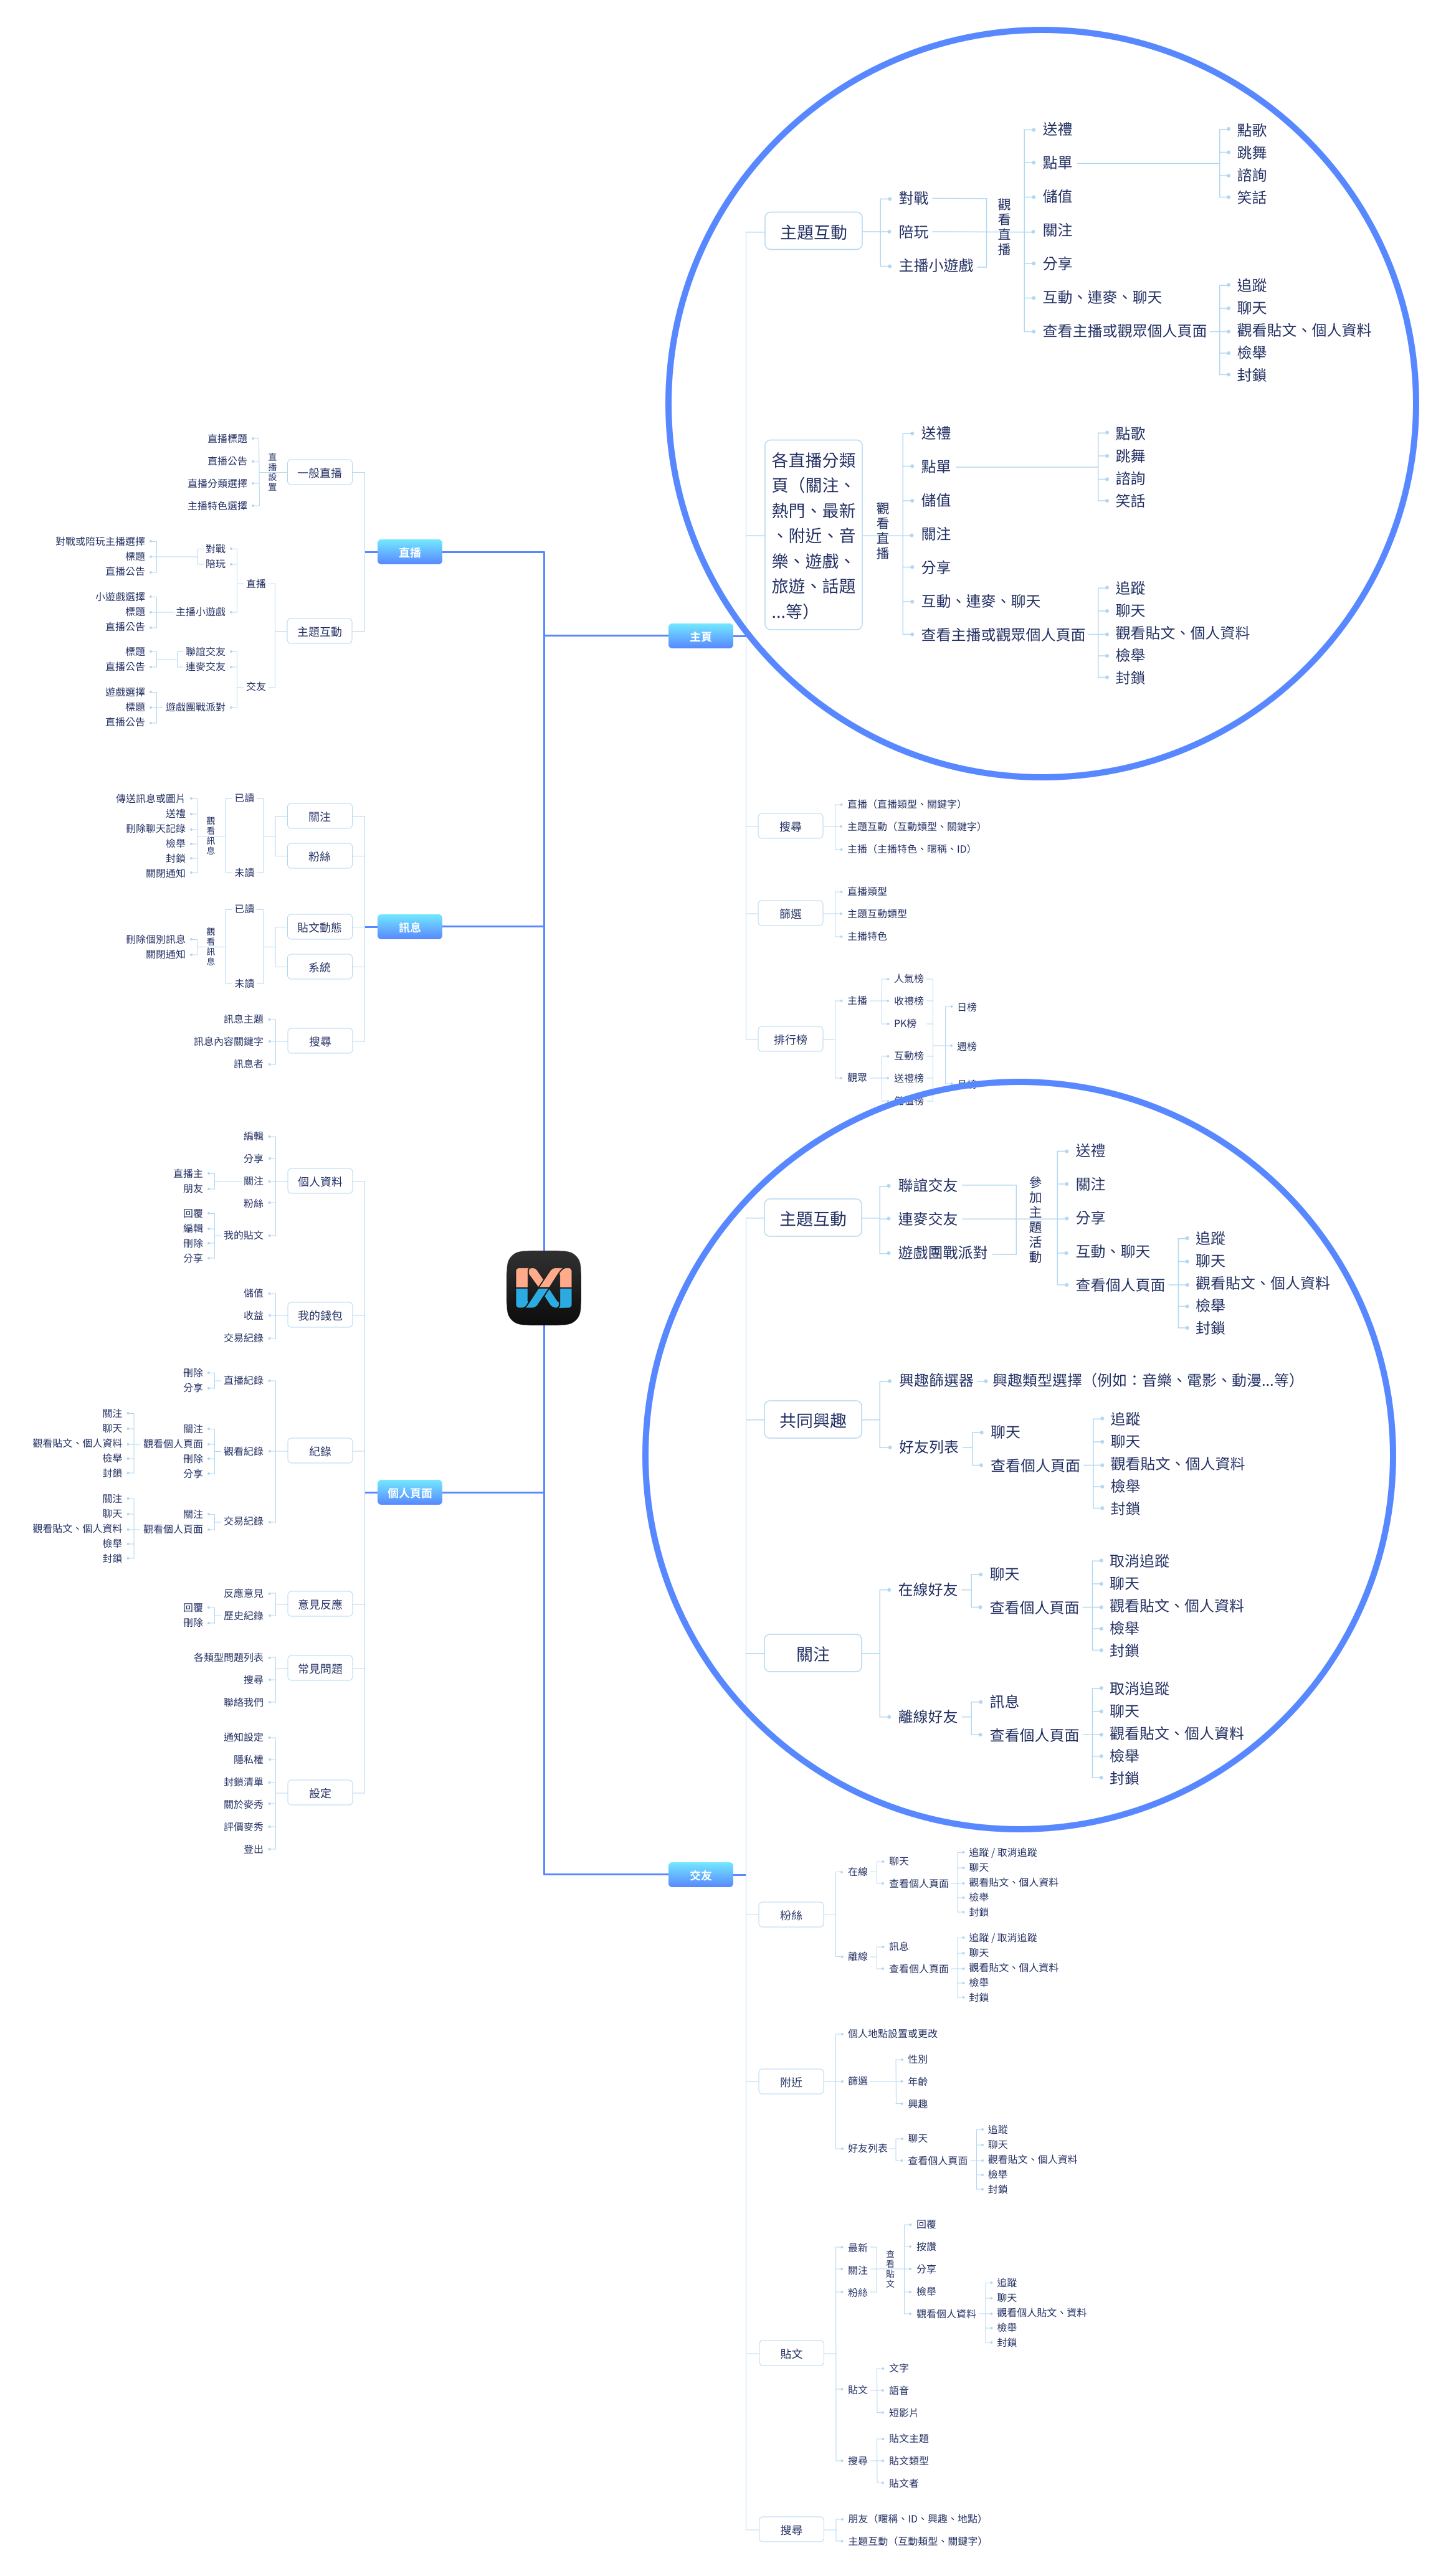 主頁
主題互動
對戰
陪玩
主播小遊戲
觀看直播
送禮
點單
點歌
跳舞
諮詢
笑話
儲值
關注
分享
互動、連麥、聊天
查看主播或觀眾個人頁面
追蹤
聊天
觀看貼文、個人資料
檢舉
封鎖
各直播分類
頁（關注、
熱門、最新
、附近、音
樂、遊戲、
旅遊、話題
...等）
觀看直播
送禮
點單
點歌
跳舞
諮詢
笑話
儲值
關注
分享
互動、連麥、聊天
查看主播或觀眾個人頁面
追蹤
聊天
觀看貼文、個人資料
檢舉
封鎖
搜尋
直播（直播類型、關鍵字）
主題互動（互動類型、關鍵字）
主播（主播特色、暱稱、ID）
篩選
直播類型
主題互動類型
主播特色
排行榜
主播
人氣榜
收禮榜
PK榜
觀眾
互動榜
送禮榜
日榜
週榜
直播
一般直播
直播設置
直播標題
直播公告
直播分類選擇
主播特色選擇
主題互動
直播
對戰
陪玩
對戰或陪玩主播選擇
標題
直播公告
主播小遊戲
小遊戲選擇
標題
直播公告
交友
聯誼交友
連麥交友
標題
直播公告
遊戲團戰派對
遊戲選擇
標題
直播公告
訊息
關注
粉絲
已讀
未讀
觀看訊息
傳送訊息或圖片
送禮
刪除聊天記錄
檢舉
封鎖
關閉通知
貼文動態
系統
已讀
未讀
觀看訊息
刪除個別訊息
關閉通知
搜尋
訊息主題
訊息內容關鍵字
訊息者
個人頁面
個人資料
編輯
分享
關注
直播主
朋友
粉絲
我的貼文
回覆
編輯
刪除
分享
我的錢包
儲值
收益
交易紀錄
紀錄
直播紀錄
刪除
分享
觀看紀錄
關注
觀看個人頁面
刪除
分享
關注
聊天
觀看貼文、個人資料
檢舉
封鎖
交易紀錄
關注
觀看個人頁面
關注
聊天
觀看貼文、個人資料
檢舉
封鎖
意見反應
反應意見
歷史紀錄
回覆
刪除
常見問題
各類型問題列表
搜尋
聯絡我們
設定
通知設定
隱私權
封鎖清單
關於麥秀
評價麥秀
登出
交友
主題互動
聯誼交友
連麥交友
遊戲團戰派對
參加主題活動
送禮
關注
分享
互動、聊天
查看個人頁面
追蹤
聊天
觀看貼文、個人資料
檢舉
封鎖
共同興趣
興趣篩選器
興趣類型選擇（例如：音樂、電影、動漫...等）
好友列表
聊天
查看個人頁面
追蹤
聊天
觀看貼文、個人資料
檢舉
封鎖
關注
在線好友
聊天
查看個人頁面
取消追蹤
聊天
觀看貼文、個人資料
檢舉
封鎖
離線好友
訊息
查看個人頁面
取消追蹤
聊天
觀看貼文、個人資料
檢舉
封鎖
粉絲
在線
聊天
查看個人頁面
追蹤 / 取消追蹤
聊天
觀看貼文、個人資料
檢舉
封鎖
離線
訊息
查看個人頁面
追蹤 / 取消追蹤
聊天
觀看貼文、個人資料
檢舉
封鎖
附近
個人地點設置或更改
篩選
性別
年齡
興趣
好友列表
聊天
查看個人頁面
追蹤
聊天
觀看貼文、個人資料
檢舉
封鎖
貼文
最新
關注
粉絲
查看貼文
回覆
按讚
分享
檢舉
觀看個人資料
追蹤
聊天
觀看個人貼文、資料
檢舉
封鎖
貼文
文字
語音
短影片
搜尋
貼文主題
貼文類型
貼文者
搜尋
朋友（暱稱、ID、興趣、地點）
主題互動（互動類型、關鍵字）